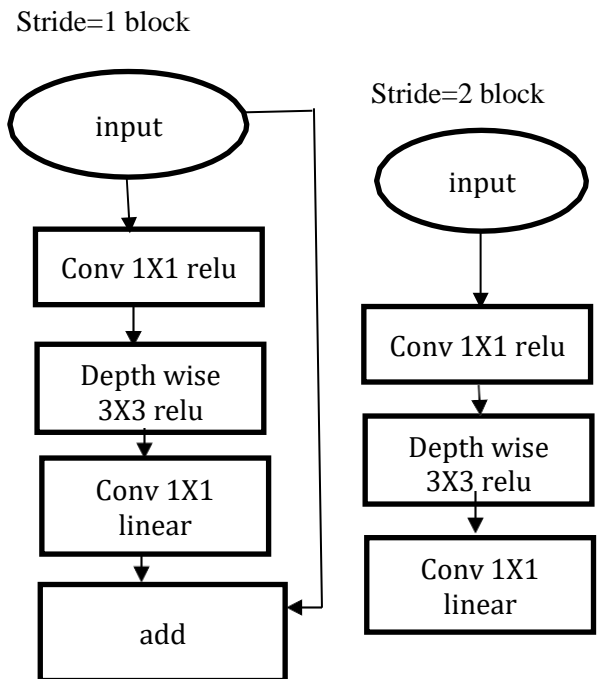 Stride=1 block
input
Conv 1X1 relu
Depth wise
3X3 relu
Conv 1X1
linear
add
Stride=2 block
input
Conv 1X1 relu
Depth wise
3X3 relu
Conv 1X1
linear